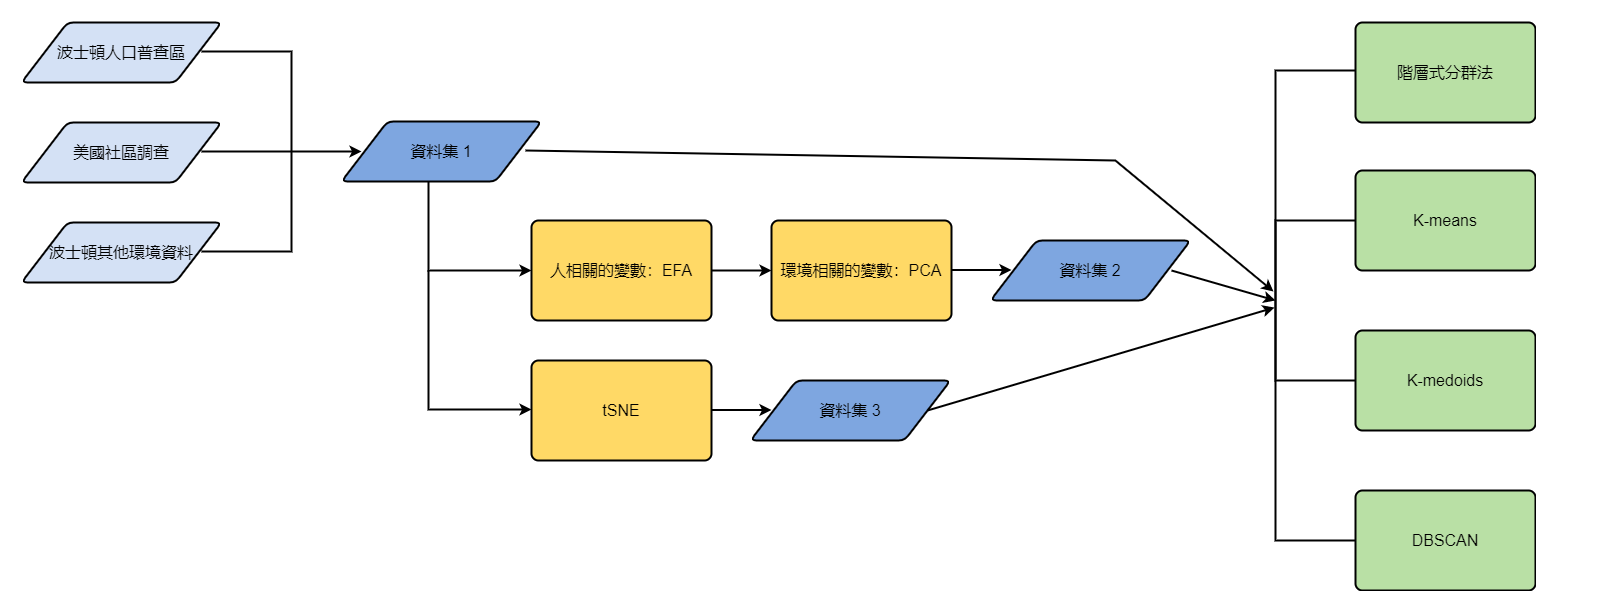 波士頓人口普查區
美國社區調查
波士頓其他環境資料
資料集 1
人相關的變數：EFA
環境相關的變數：PCA
資料集 2
tSNE
資料集 3
階層式分群法
K-means
K-medoids
DBSCAN